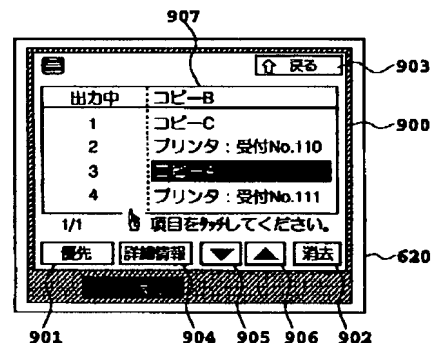 907
戻る 903
出力中 コピーB
900
1 コピーC
2 プリンタ：受付No.110
3
4 プリンタ：受付No.111
1/1 項目をタッチしてください。
優先 詳細情報 消去 620
901 904 905 906 902